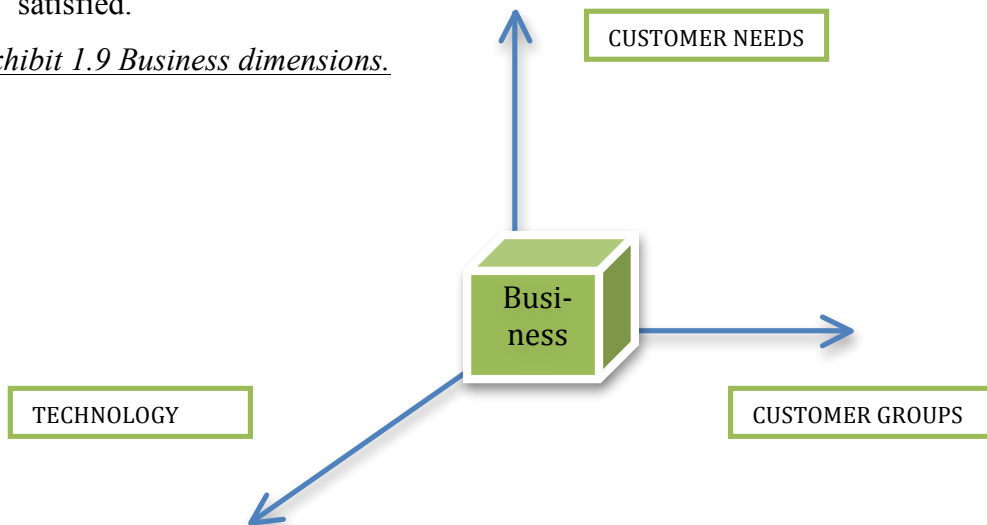 satisfied.
hibit 1.9 Business dimensions.
CUSTOMER NEEDS
Busi-
ness
TECHNOLOGY
CUSTOMER GROUPS